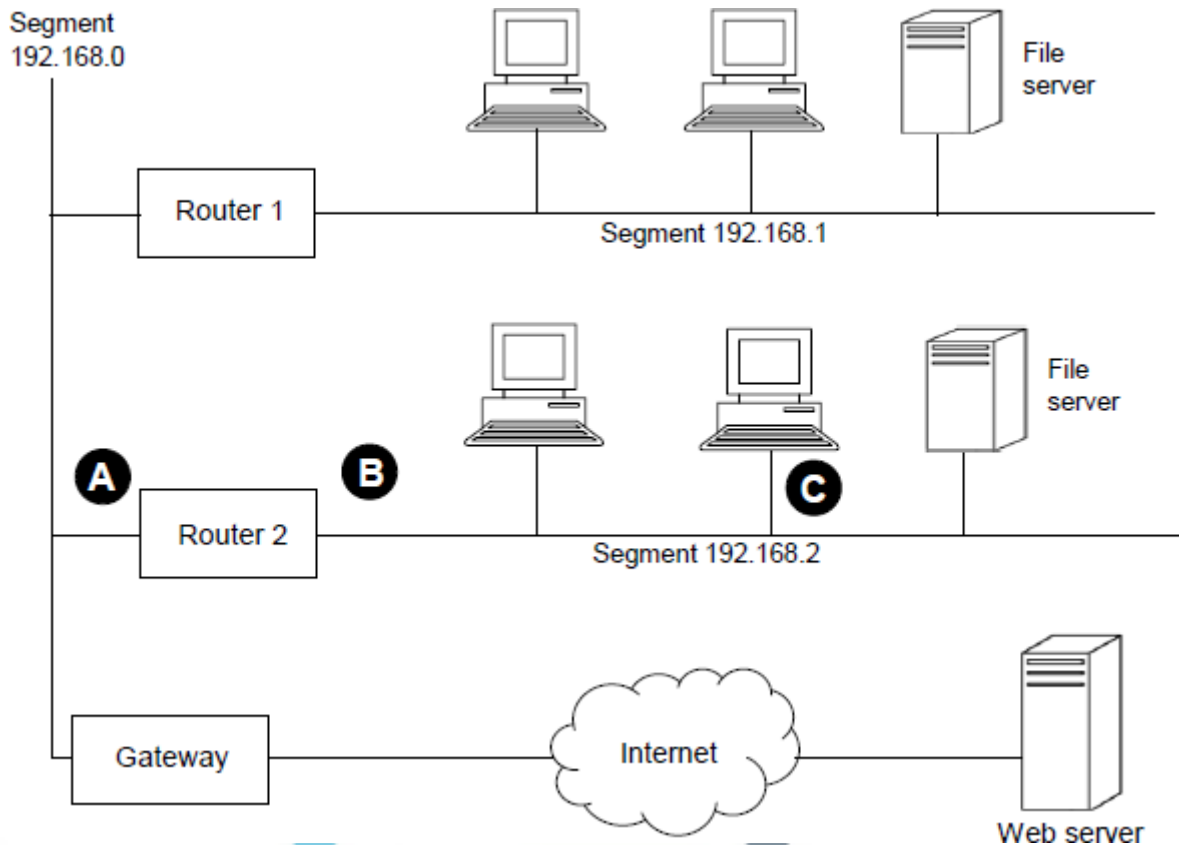 Segment
192.168.0
File
server
Router 1
Segment 192.168.1
File
server
A
B
C
Router 2
Segment 192.168.2
Gateway
Internet
Web server